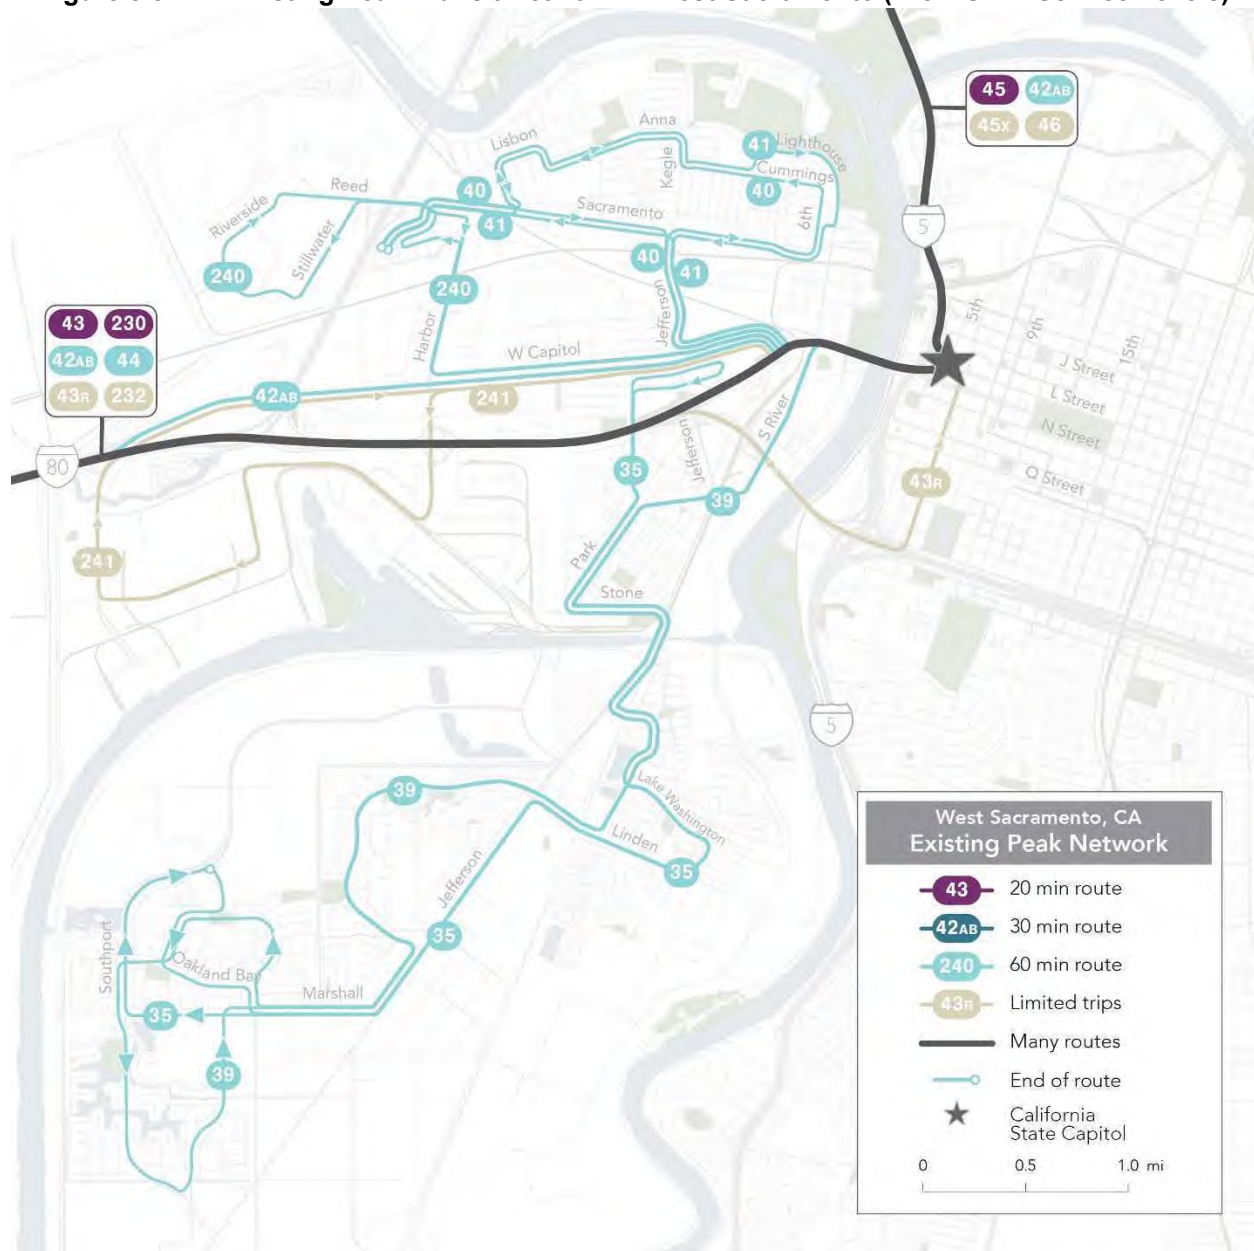 45 42AB
45X 46
Anna
Lisbon
41 Lighthouse
Kegle
Cummings
40
Reed
40
Sacramento
6th
Riverside
41
5
Stillwater
40
41
240
240
Jefferson
5th
43 230
42AB 44
43R 232
Harbor
W Capitol
9th
15th
J Street
42AB
241
L Street
S River
N Street
Jefferson
80
35
39
43R
Q Street
241
Park
Stone
5
39
Lake Washington
Linden
35
Jefferson
35
Southport
Oakland Bay
Marshall
35
39
West Sacramento, CA
Existing Peak Network
43 20 min route
42AB 30 min route
240 60 min route
43R Limited trips
Many routes
End of route
California
State Capitol
0 0.5 1.0 mi